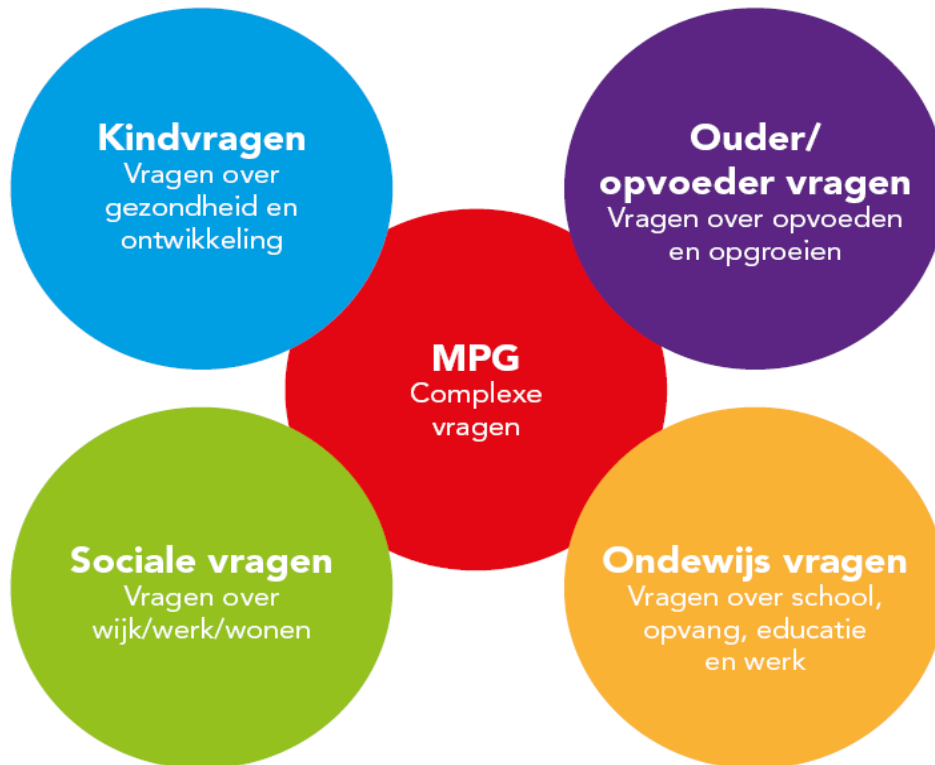 Kindvragen
Vragen over
gezondheid en
ontwikkeling
Ouder/
opvoeder vragen
Vragen over opvoeden
en opgroeien
MPG
Complexe
vragen
Sociale vragen
Vragen over
wijk/werk/wonen
Ondewijs vragen
Vragen over school,
opvang, educatie
en werk